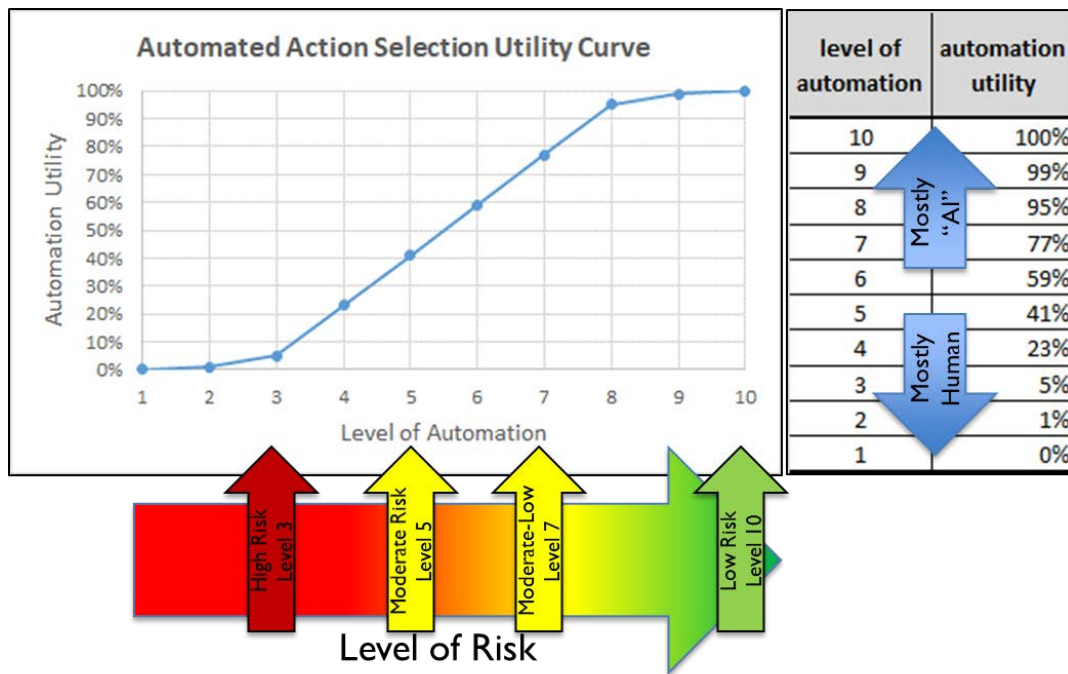 Automated Action Selection Utility Curve
100%
90%
80%
70%
60%
50%
40%
30%
20%
10%
0%
Automation Utility
1 2 3 4 5 6 7 8 9 10
Level of Automation
level of automation
automation utility
10 100%
9 99%
8 95%
7 77%
6 59%
5 41%
4 23%
3 5%
2 1%
1 0%
Mostly
“AI”
Mostly
Human
High Risk
Level 3
Moderate Risk
Level 5
Moderate-Low
Level 7
Low Risk
Level 10
Level of Risk